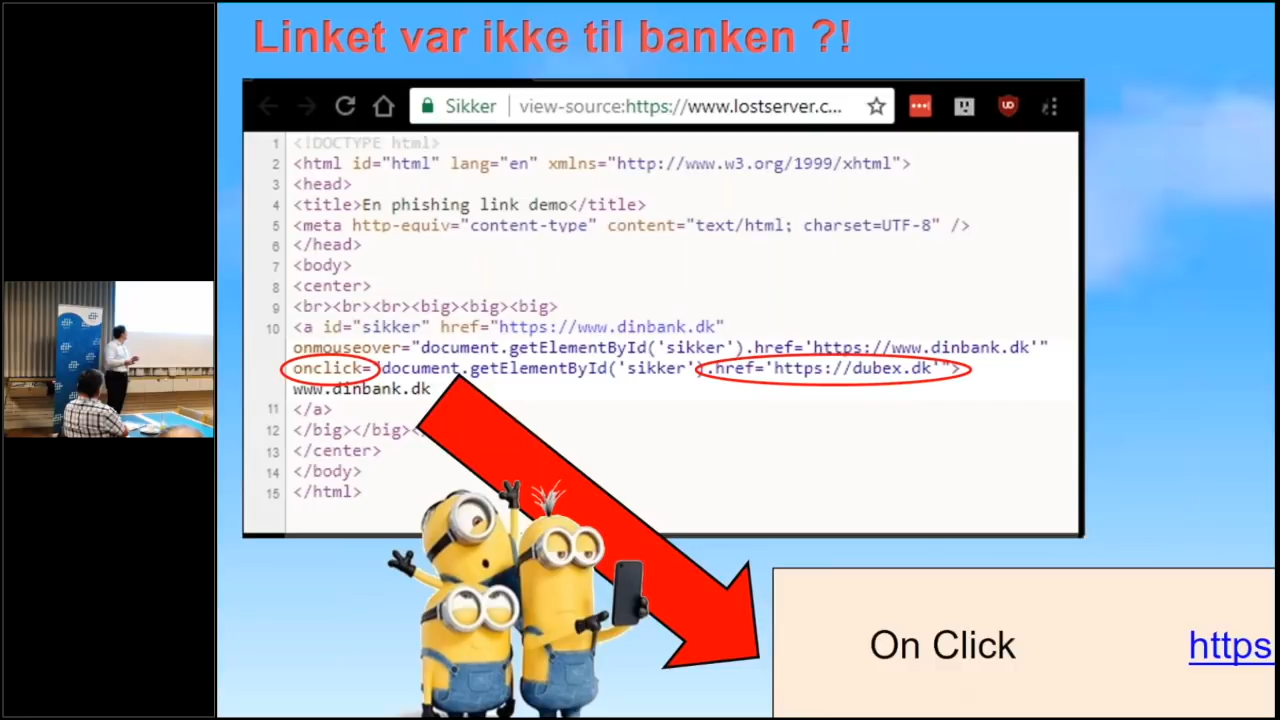 Linket var ikke til banken ?!
Sikker
view-source:https://www.lostserver.c...
1 <!DOCTYPE html>
2 <html id="html" lang="en" xmlns="http://www.w3.org/1999/xhtml">
3 <head>
4 <title>En phishing link demo</title>
5 <meta http-equiv="content-type" content="text/html; charset=UTF-8" />
6 </head>
7 <body>
8 <center>
9 <br><br><br><big><big><big>
10 <a id="sikker" href="https://www.dinbank.dk"
onmouseover="document.getElementById('sikker').href='https://www.dinbank.dk'"
onclick="document.getElementById('sikker').href='https://dubex.dk'">
www.dinbank.dk
11 </a>
12 </big></big><
13 </center>
14 </body>
15 </html>
On Click
https